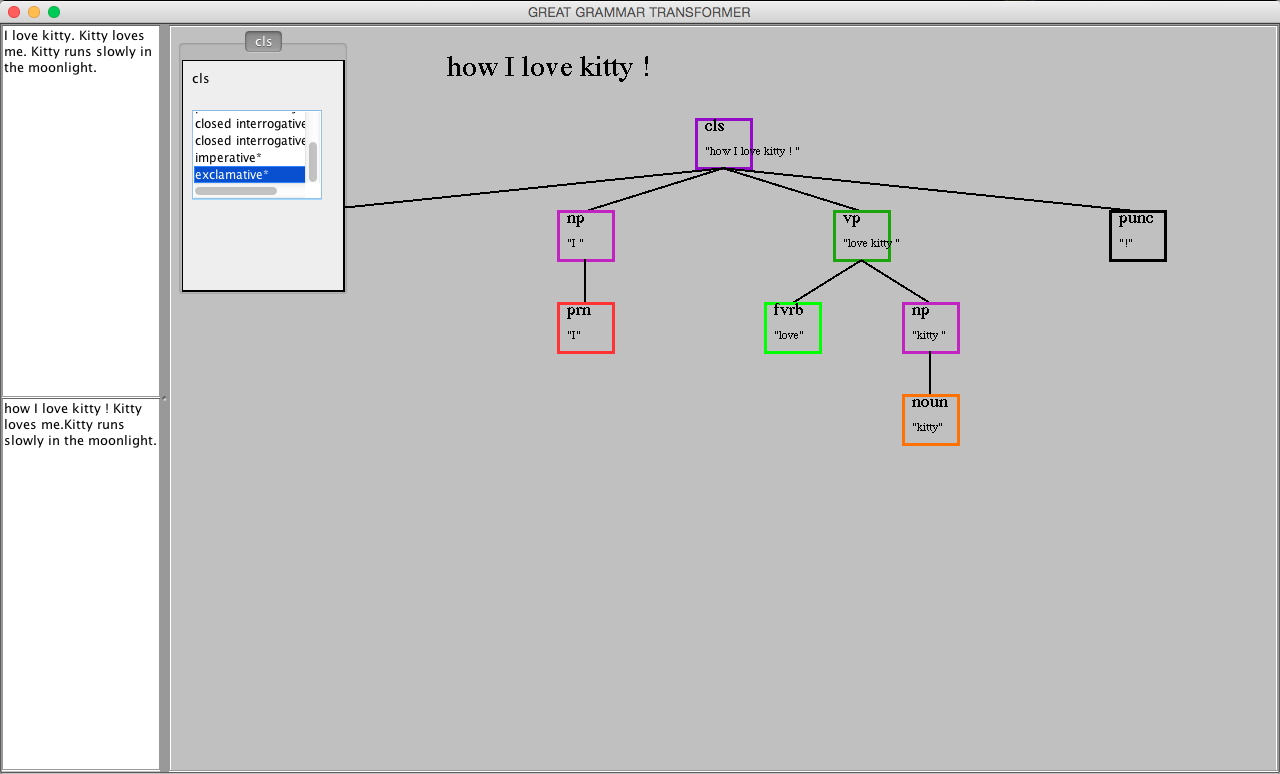 GREAT GRAMMAR TRANSFORMER
I love kitty. Kitty loves
me. Kitty runs slowly in
the moonlight.
how I love kitty ! Kitty
loves me.Kitty runs
slowly in the moonlight.
cls
cls
closed interrogative
closed interrogative
imperative*
exclamative*
how I love kitty !
cls
"how I love kitty ! "
np
"I "
vp
"love kitty "
punc
"!"
prn
"I"
fvrb
"love"
np
"kitty "
noun
"kitty"